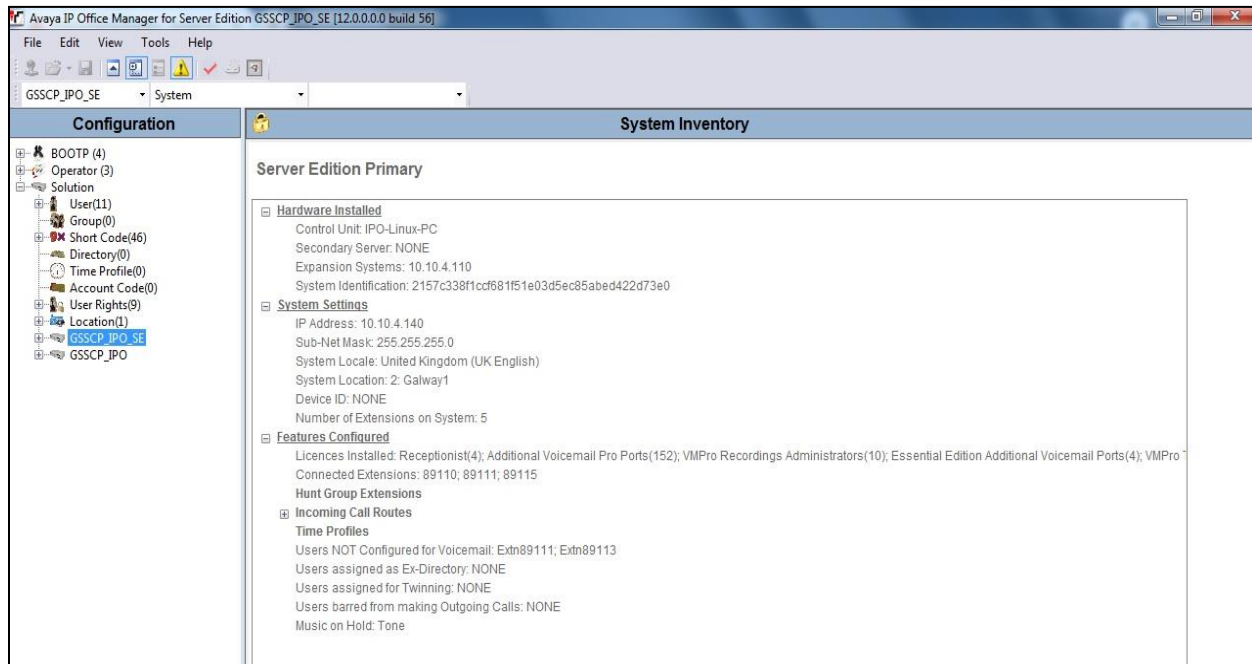 Avaya IP Office Manager for Server Edition GSSCP_IPO_SE [12.0.0.0.0 build 56]
File Edit View Tools Help
GSSCP_IPO_SE System
Configuration
System Inventory
BOOTP (4)
Operator (3)
Solution
User(11)
Group(0)
Short Code(46)
Directory(0)
Time Profile(0)
Account Code(0)
User Rights(9)
Location(1)
GSSCP_IPO_SE
GSSCP_IPO
Server Edition Primary
Hardware Installed
Control Unit: IPO-Linux-PC
Secondary Server: NONE
Expansion Systems: 10.10.4.110
System Identification: 2157c338f1ccf681f51e03d5ec85abed422d73e0
System Settings
IP Address: 10.10.4.140
Sub-Net Mask: 255.255.255.0
System Locale: United Kingdom (UK English)
System Location: 2: Galway1
Device ID: NONE
Number of Extensions on System: 5
Features Configured
Licences Installed: Receptionist(4); Additional Voicemail Pro Ports(152); VMPro Recordings Administrators(10); Essential Edition Additional Voicemail Ports(4); VMPro
Connected Extensions: 89110; 89111; 89115
Hunt Group Extensions
Incoming Call Routes
Time Profiles
Users NOT Configured for Voicemail: Extn89111; Extn89113
Users assigned as Ex-Directory: NONE
Users assigned for Twinning: NONE
Users barred from making Outgoing Calls: NONE
Music on Hold: Tone